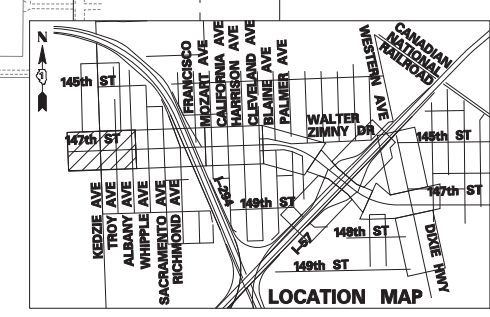 N
CANADIAN
NATIONAL
RAILROAD
WESTERN AVE
FRANCISCO
MOZART AVE
CALIFORNIA AVE
HARRISON AVE
CLEVELAND AVE
BLAINE AVE
PALMER AVE
145th ST
WALTER
ZIMNY DR
147th ST
145th ST
KEDZIE AVE
TROY AVE
ALBANY AVE
WHIPPLE AVE
SACRAMENTO AVE
RICHMOND AVE
I-294
149th ST
147th ST
I-57
148th ST
149th ST
DIXIE HWY
LOCATION MAP